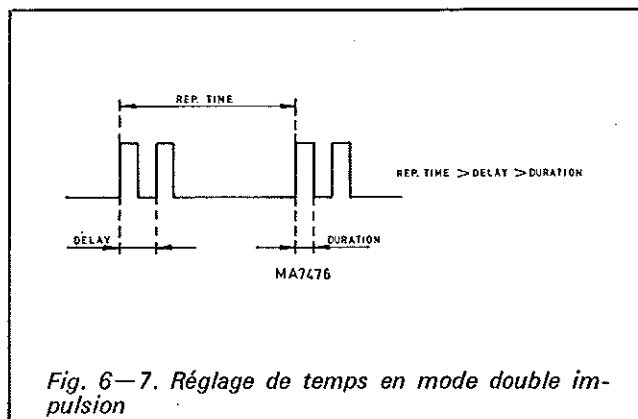 REP. TIME
REP. TIME > DELAY > DURATION
DELAY
DURATION
MA7476
Fig. 6—7. Réglage de temps en mode double im-
pulsion